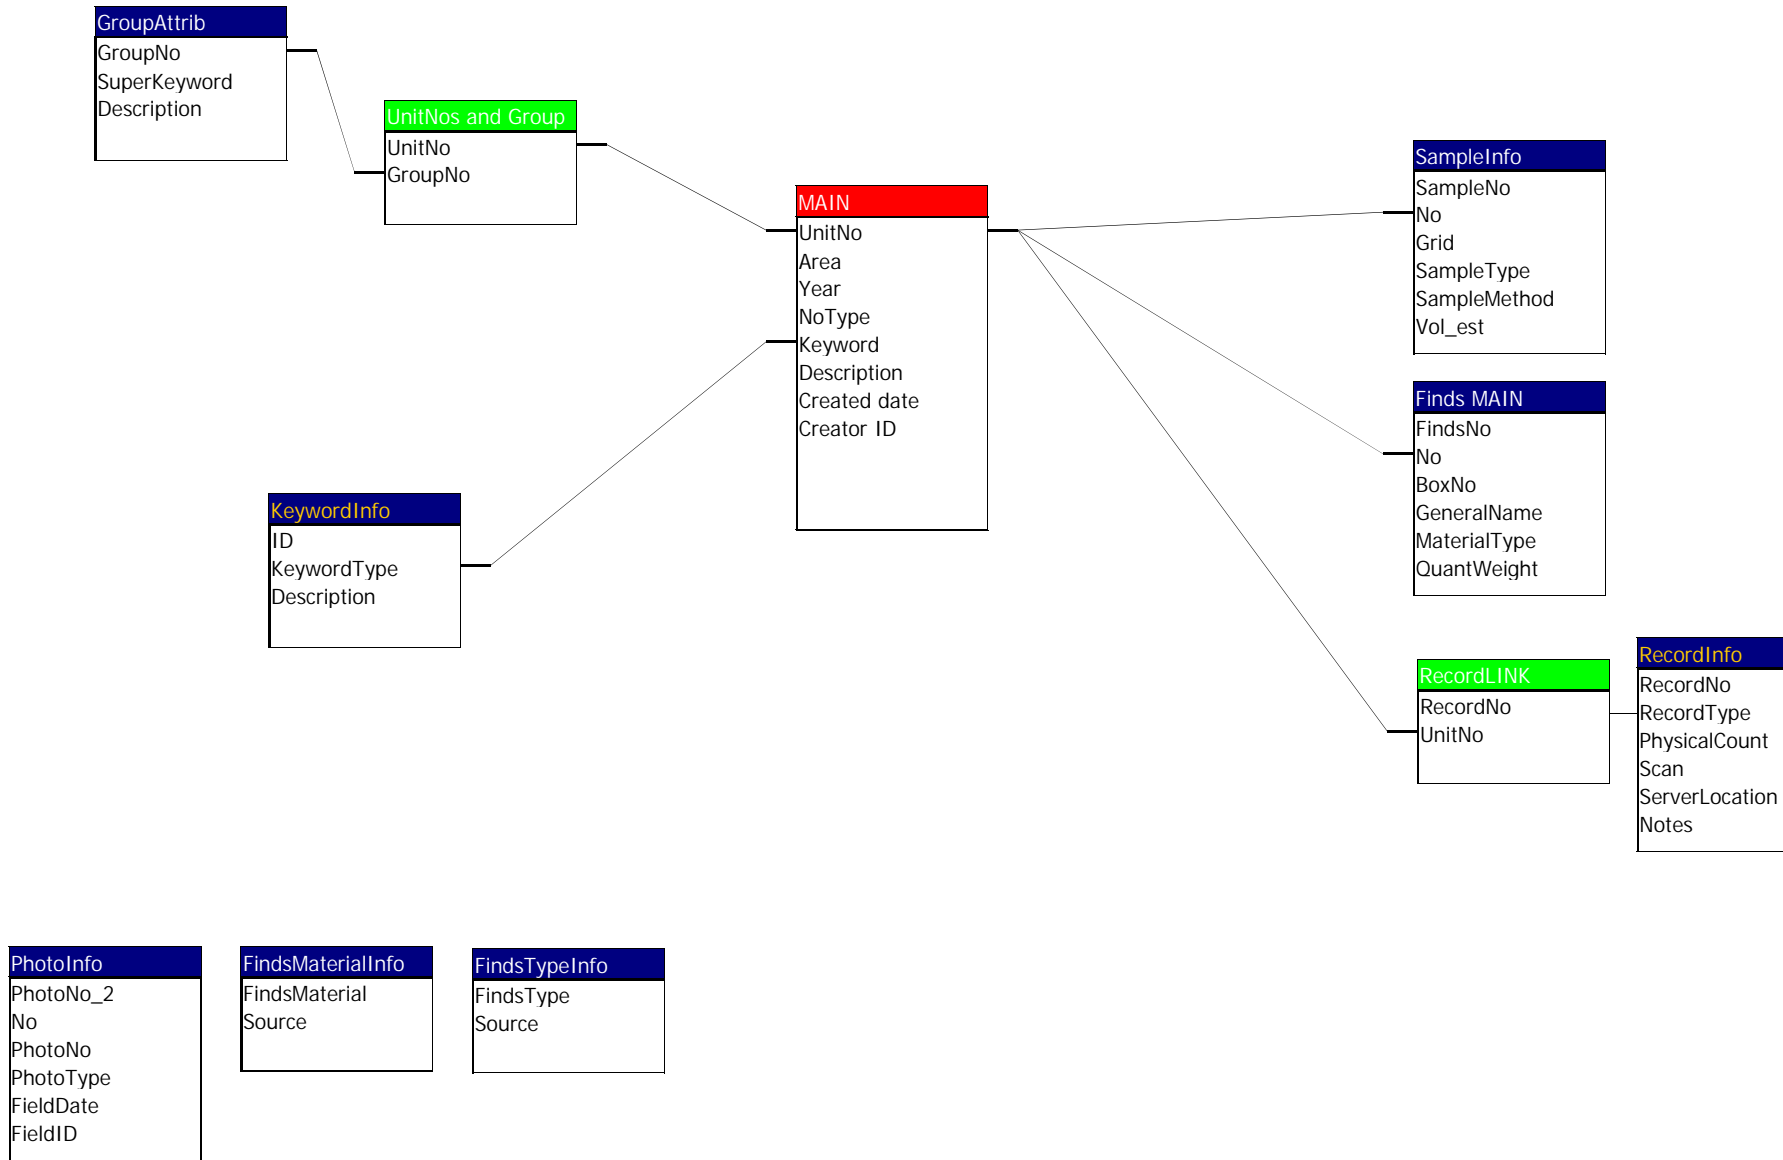 GroupAttrib
GroupNo
SuperKeyword
Description
UnitNos and Group
UnitNo
GroupNo
MAIN
UnitNo
Area
Year
NoType
Keyword
Description
Created date
Creator ID
KeywordInfo
ID
KeywordType
Description
SampleInfo
SampleNo
No
Grid
SampleType
SampleMethod
Vol_est
Finds MAIN
FindsNo
No
BoxNo
GeneralName
MaterialType
QuantWeight
RecordLINK
RecordNo
UnitNo
RecordInfo
RecordNo
RecordType
PhysicalCount
Scan
ServerLocation
Notes
PhotoInfo
PhotoNo_2
No
PhotoNo
PhotoType
FieldDate
FieldID
FindsMaterialInfo
FindsMaterial
Source
FindsTypeInfo
FindsType
Source